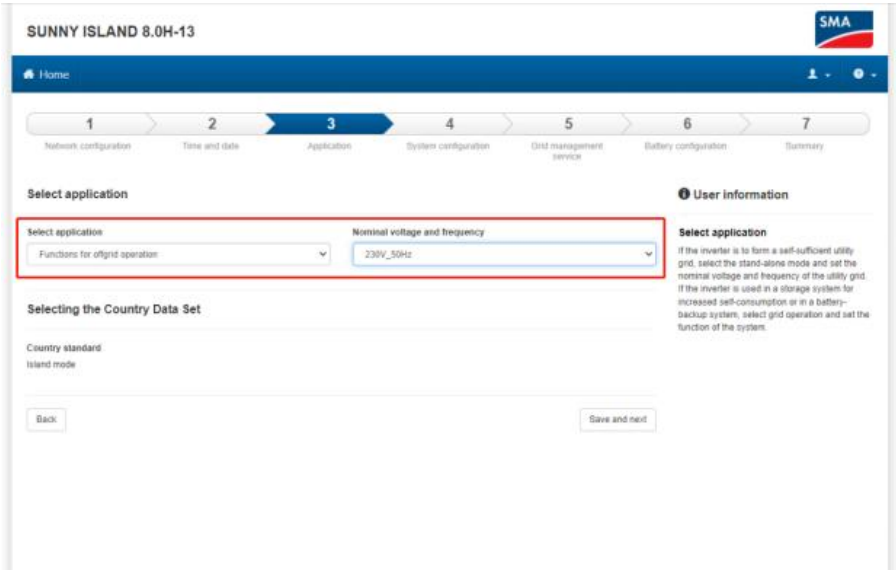 SUNNY ISLAND 8.0H-13
SMA
Home
1
2
3
4
5
6
7
Network configuration
Time and date
Application
System configuration
Grid management
service
Battery configuration
Summary
Select application
Select application
Functions for offgrid operation
Nominal voltage and frequency
230V_50Hz
Selecting the Country Data Set
Country standard
Island mode
Back
Save and next
User information
Select application
If the inverter is to form a self-sufficient utility
grid, select the stand-alone mode and set the
nominal voltage and frequency of the utility grid.
If the inverter is used in a storage system for
increased self-consumption or in a battery-
backup system, select grid operation and set the
function of the system.